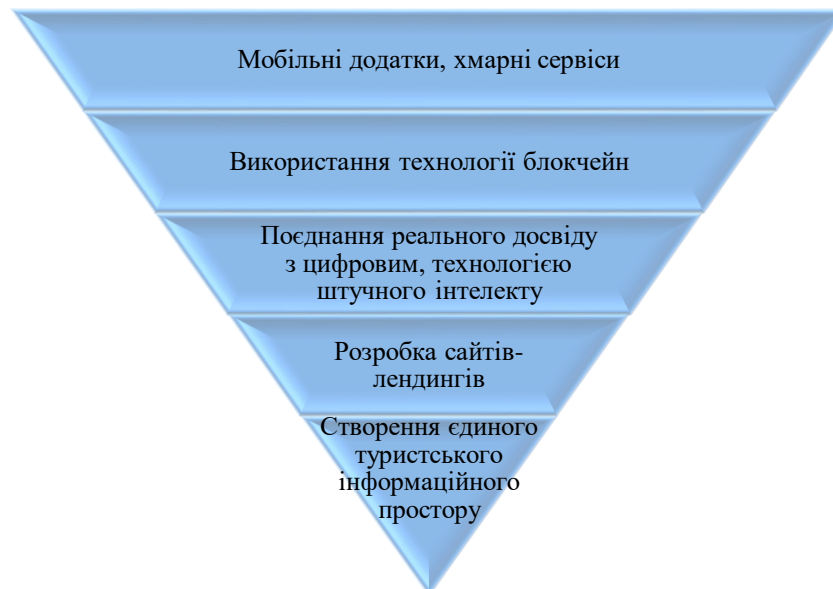 Мобільні додатки, хмарні сервіси
Використання технології блокчейн
Поєднання реального досвіду
з цифровим, технологією
штучного інтелекту
Розробка сайтів-
лендингів
Створення єдиного
туристського
інформаційного
простору